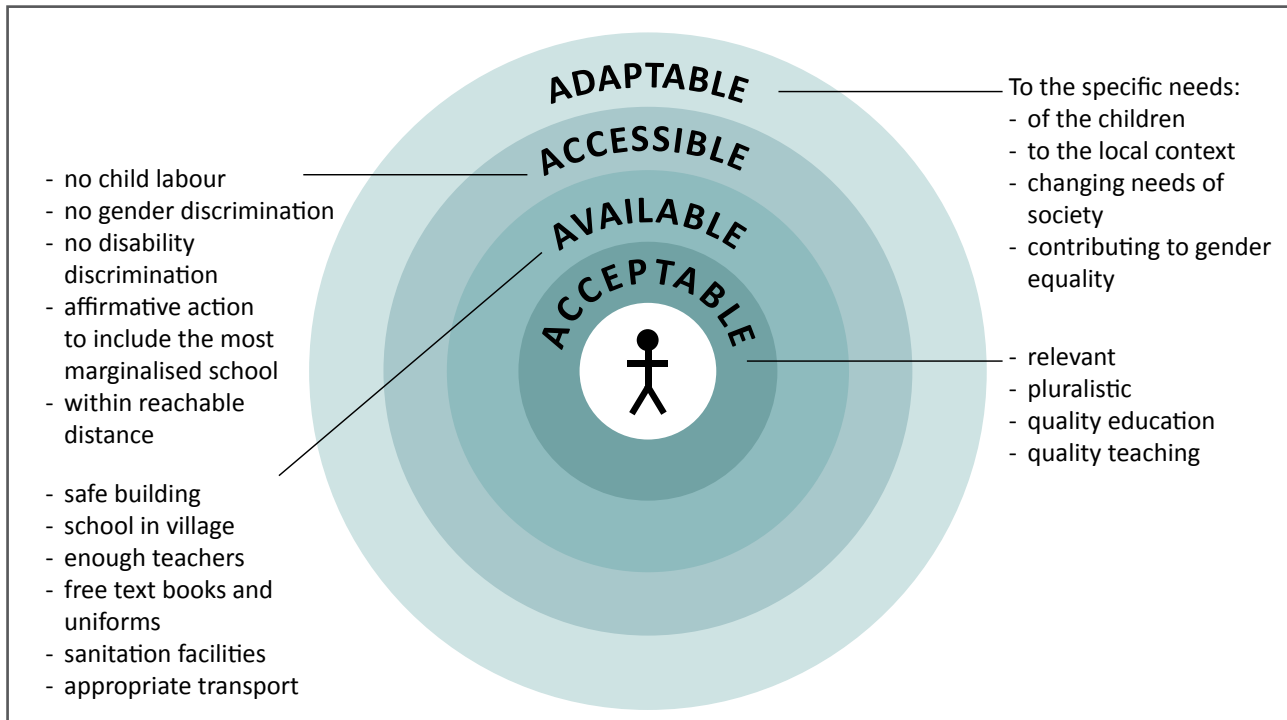 ADAPTABLE
ACCESSIBLE
AVAILABLE
ACCEPTABLE
- no child labour
- no gender discrimination
- no disability
discrimination
- affirmative action
to include the most
marginalised school
- within reachable
distance
- safe building
- school in village
- enough teachers
- free text books and
uniforms
- sanitation facilities
- appropriate transport
To the specific needs:
- of the children
- to the local context
- changing needs of
society
- contributing to gender
equality
- relevant
- pluralistic
- quality education
- quality teaching